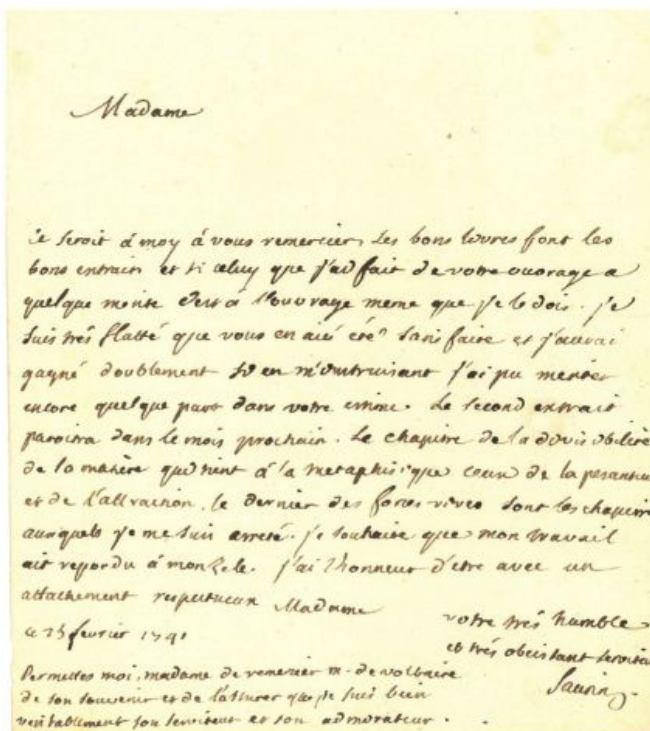 Madame
ce seroit à moy à vous remercier, les bons livres font les
bons extraits et si celuy que j'ai fait de votre ouvrage a
quelque merite c'est à l'ouvrage meme que je le dois. je
suis très flatté que vous en aiés été satisfaite et j'aurai
gagné doublement si en m'instruisant j'ai pu meriter
encore quelque part dans votre estime. Le second extrait
paroitra dans le mois prochain. Le chapitre de la divisibilité
de la matière qui tient à la metaphisique ceux de la pesanteur
et de l'attraction, le dernier des forces vives sont les chapitres
auxquels je me suis arreté. je souhaite que mon travail
ait repondu à mon zele. j'ai l'honneur d'etre avec un
attachement respectueux Madame
votre très humble
et très obeissant serviteur
ce 25 fevrier 1741
Saurin
Permettes moi, madame de remercier m. de voltaire
de son souvenir et de l'assurer que je suis bien
veritablement son serviteur et son admirateur.